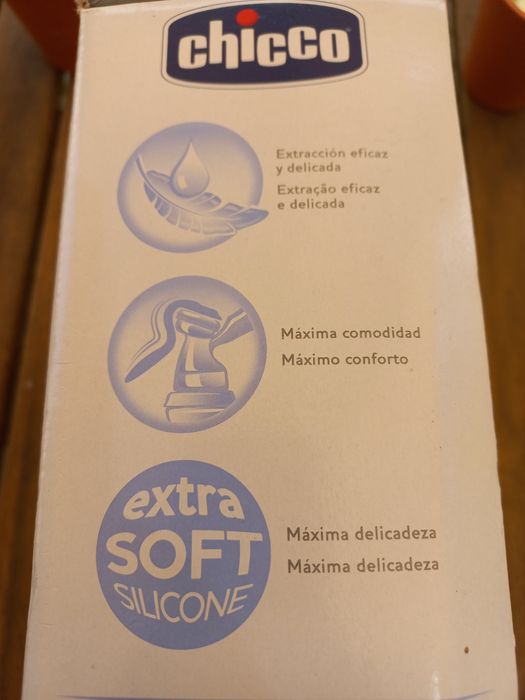 chicco
Extracción eficaz
y delicada
Extração eficaz
e delicada
Máxima comodidad
Máximo conforto
extra
SOFT
SILICONE
Máxima delicadeza
Máxima delicadeza